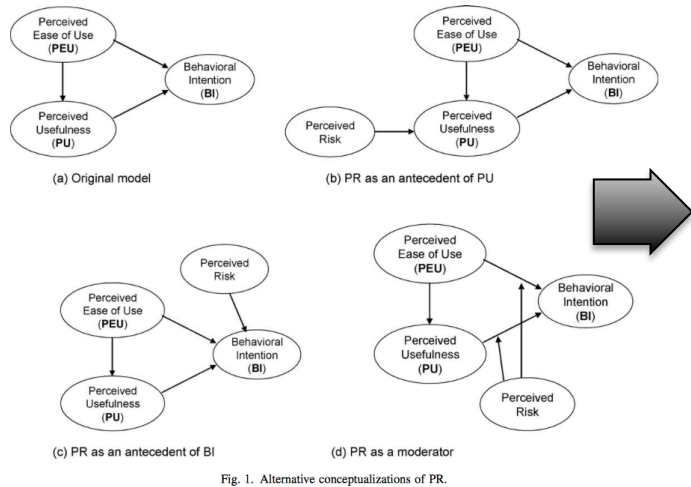 Perceived
Ease of Use
(PEU)
Behavioral
Intention
(BI)
Perceived
Usefulness
(PU)
(a) Original model
Perceived
Ease of Use
(PEU)
Behavioral
Intention
(BI)
Perceived
Risk
Perceived
Usefulness
(PU)
(b) PR as an antecedent of PU
Perceived
Risk
Perceived
Ease of Use
(PEU)
Behavioral
Intention
(BI)
Perceived
Usefulness
(PU)
(c) PR as an antecedent of BI
Perceived
Ease of Use
(PEU)
Behavioral
Intention
(BI)
Perceived
Usefulness
(PU)
Perceived
Risk
(d) PR as a moderator
Fig. 1. Alternative conceptualizations of PR.